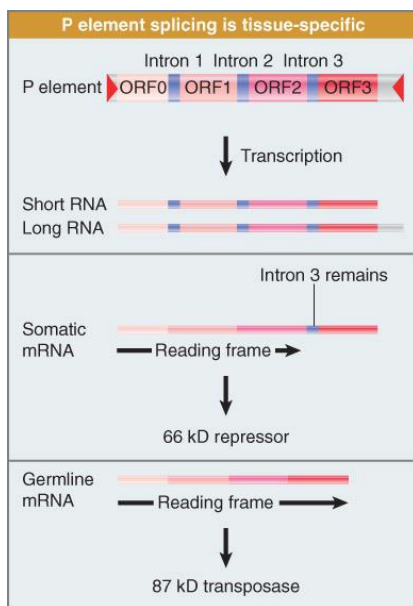 P element splicing is tissue-specific
Intron 1 Intron 2 Intron 3
P element ORF0 ORF1 ORF2 ORF3
Transcription
Short RNA
Long RNA
Intron 3 remains
Somatic
mRNA
Reading frame
66 kD repressor
Germline
mRNA
Reading frame
87 kD transposase